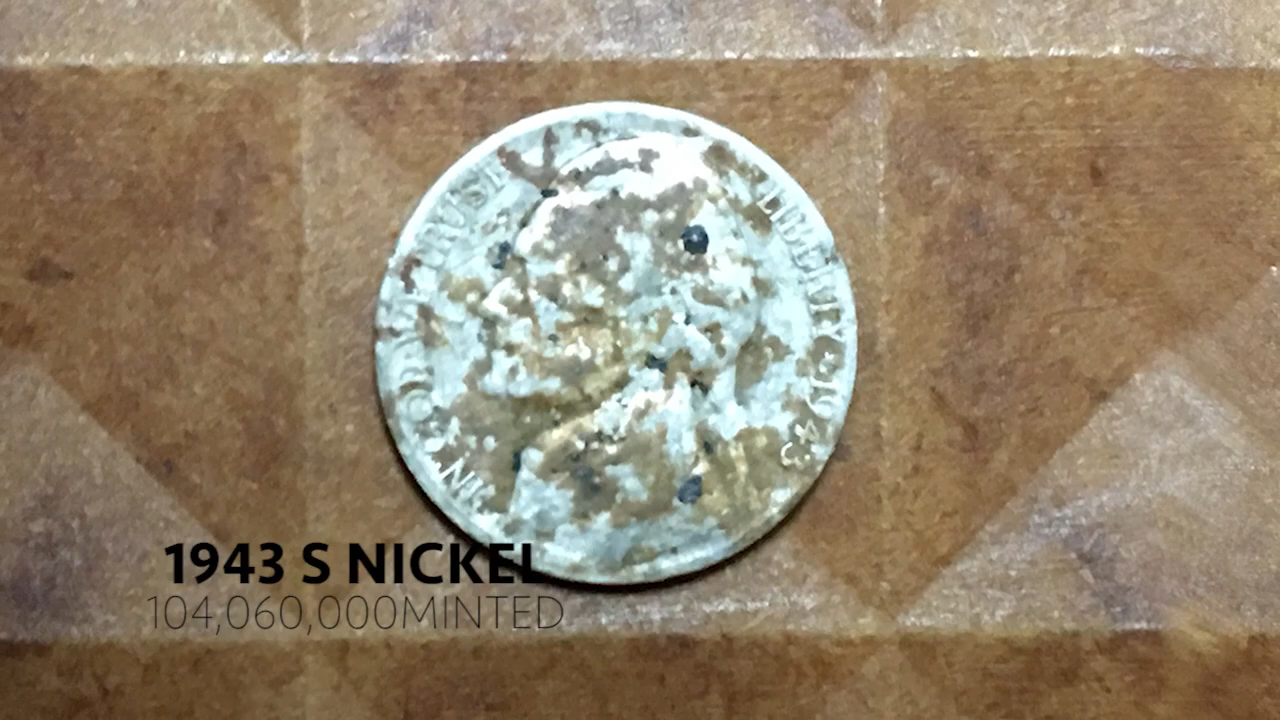 IN GOD WE TRUST
LIBERTY ★ 1943
1943 S NICKEL
104,060,000MINTED